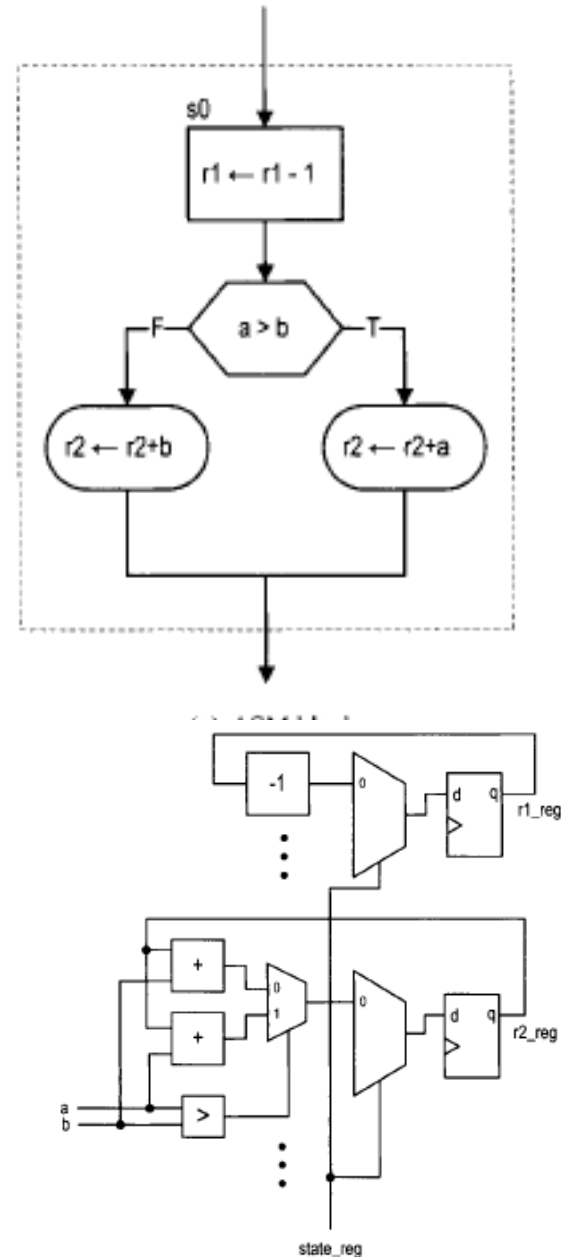 s0
r1 ← r1 - 1
F
a > b
T
r2 ← r2+b
r2 ← r2+a
-1
0
d
q
r1_reg
+
0
1
+
0
d
q
r2_reg
a
b
>
state_reg